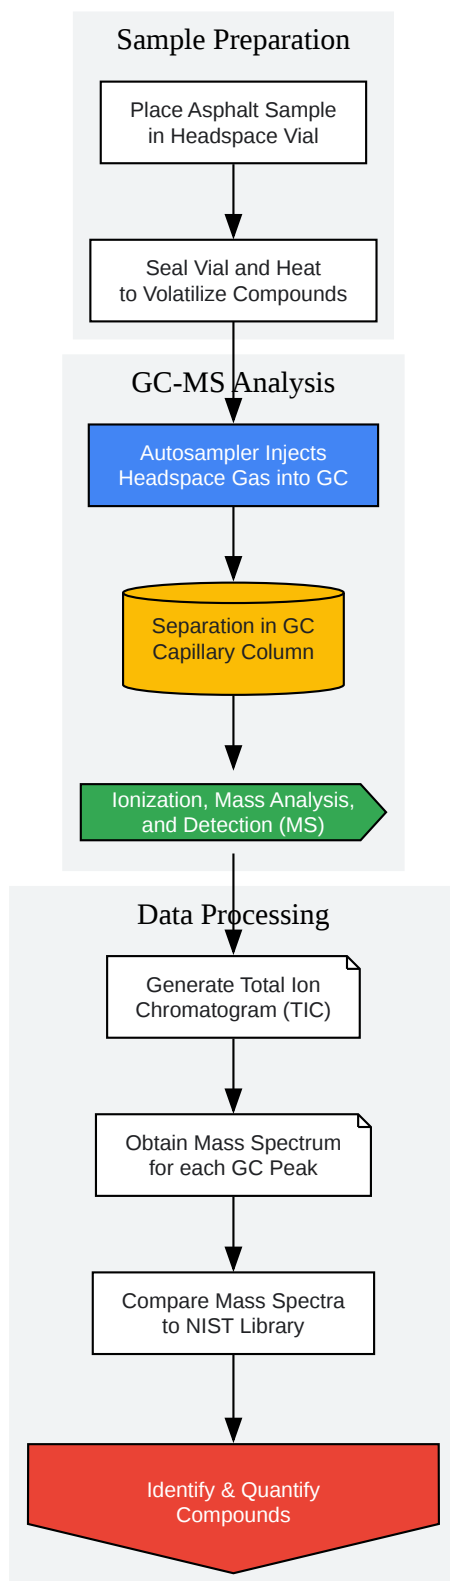 Sample Preparation
Place Asphalt Sample
in Headspace Vial
Seal Vial and Heat
to Volatilize Compounds
GC-MS Analysis
Autosampler Injects
Headspace Gas into GC
Separation in GC
Capillary Column
Ionization, Mass Analysis,
and Detection (MS)
Data Processing
Generate Total Ion
Chromatogram (TIC)
Obtain Mass Spectrum
for each GC Peak
Compare Mass Spectra
to NIST Library
Identify & Quantify
Compounds